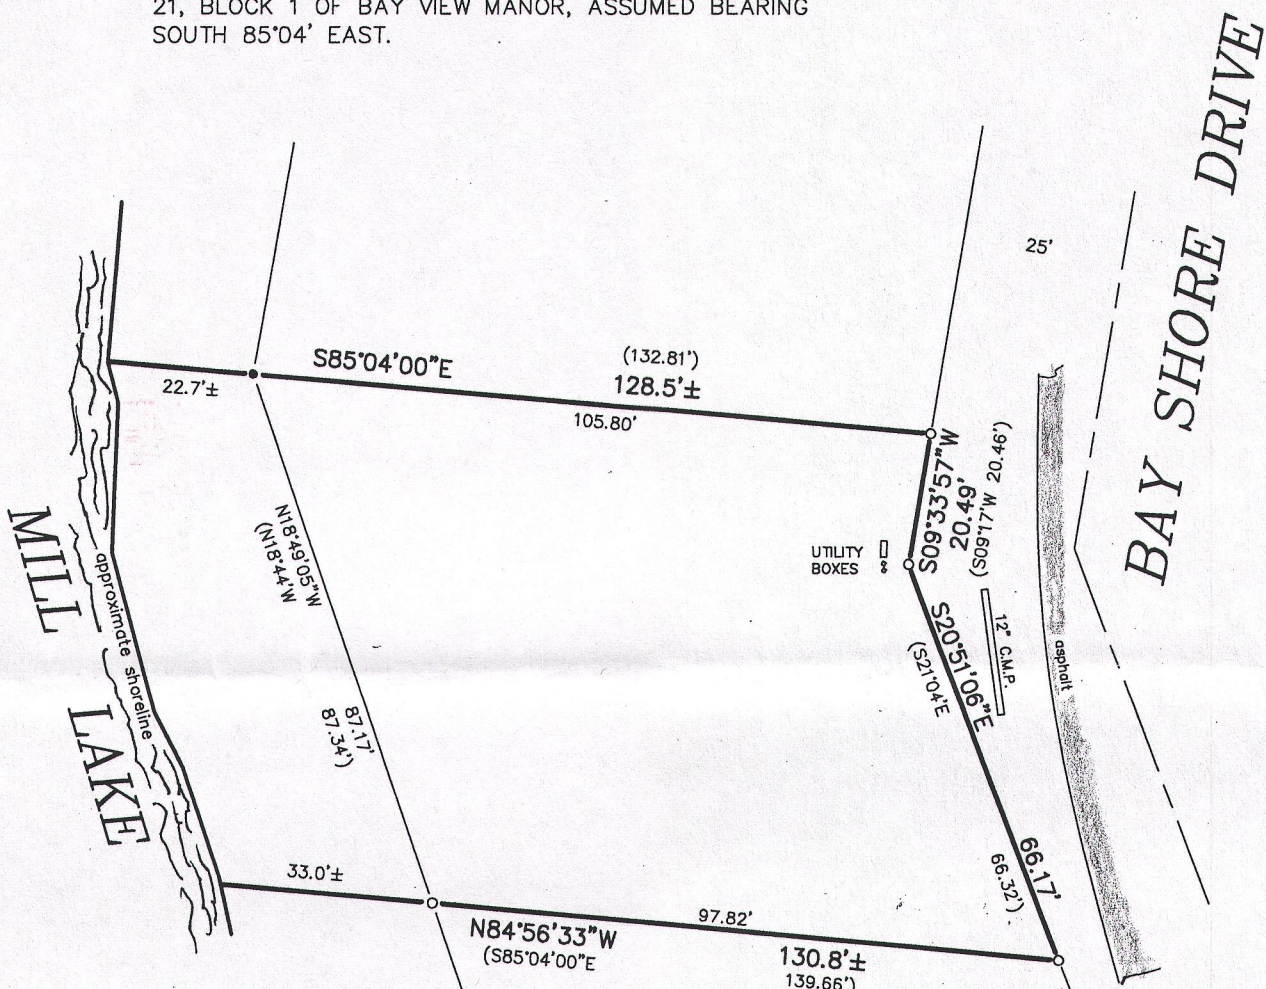 21, BLOCK 1 OF BAY VIEW MANOR, ASSUMED BEARING
SOUTH 85°04' EAST.
BAY SHORE DRIVE
25'
S85°04'00"E
(132.81')
128.5'±
22.7'±
105.80'
S09°33'57"W
20.49'
(S09°17'W 20.46')
UTILITY
BOXES
N18°49'05"W
(N18°44'W
87.17'
87.34')
MILL LAKE
approximate shoreline
12" C.M.P.
asphalt
S20°51'06"E
(S21°04'E
66.17'
66.32')
33.0'±
97.82'
N84°56'33"W
(S85°04'00"E
130.8'±
139.66')